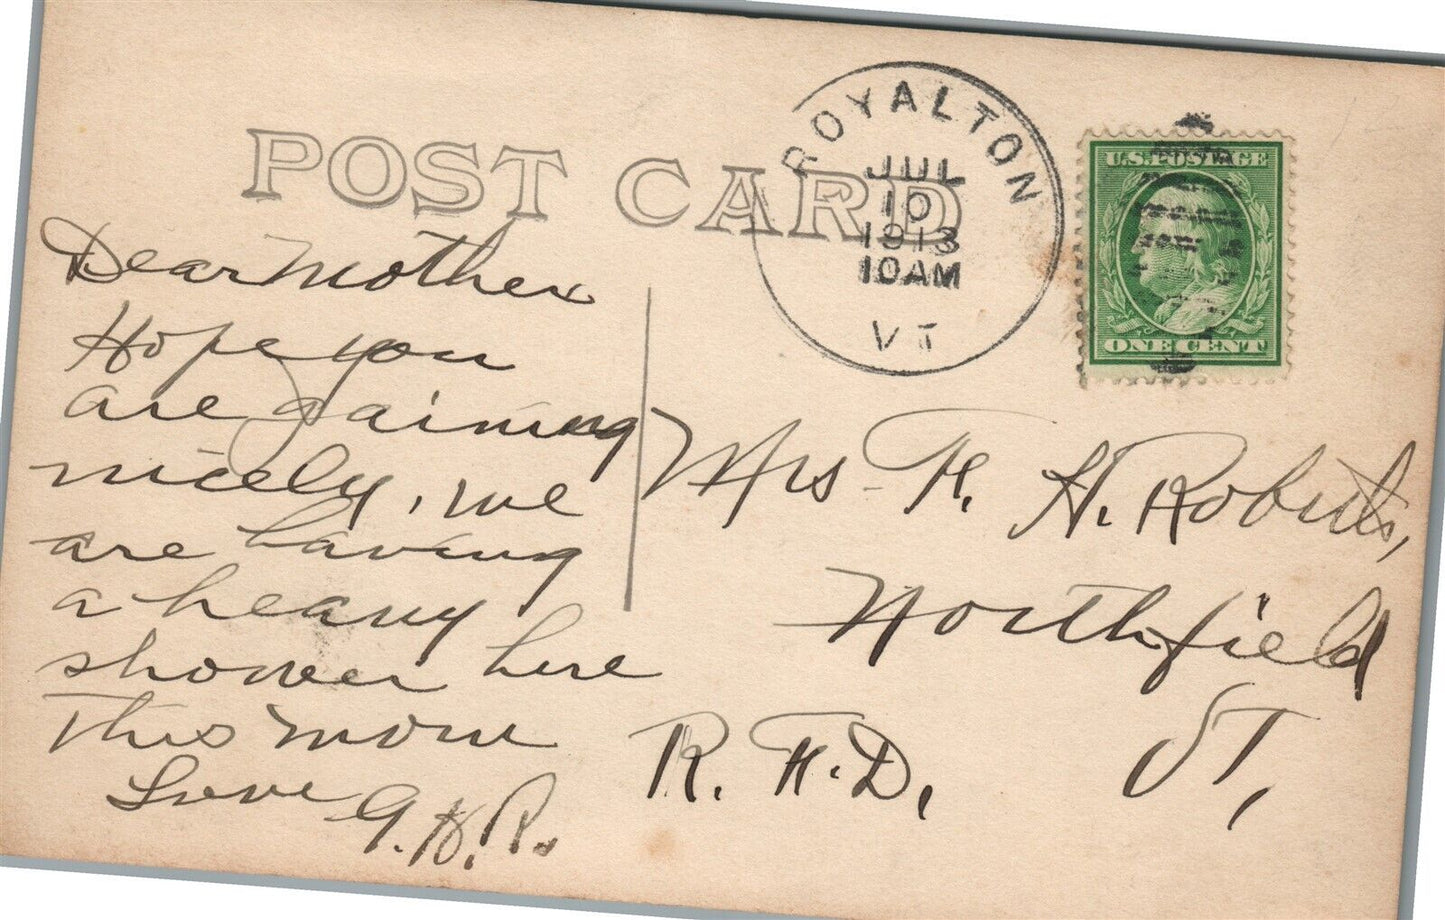 POST CARD
ROYALTON
JUL
10
1913
10AM
VT
U.S. POSTAGE
ONE CENT
Dear Mother
Hope you
are gaining
nicely, we
are having
a heavy
shower here
This morn
Love
G.H.R.
Mrs F. H. Roberts,
Northfield
VT,
R. F. D,